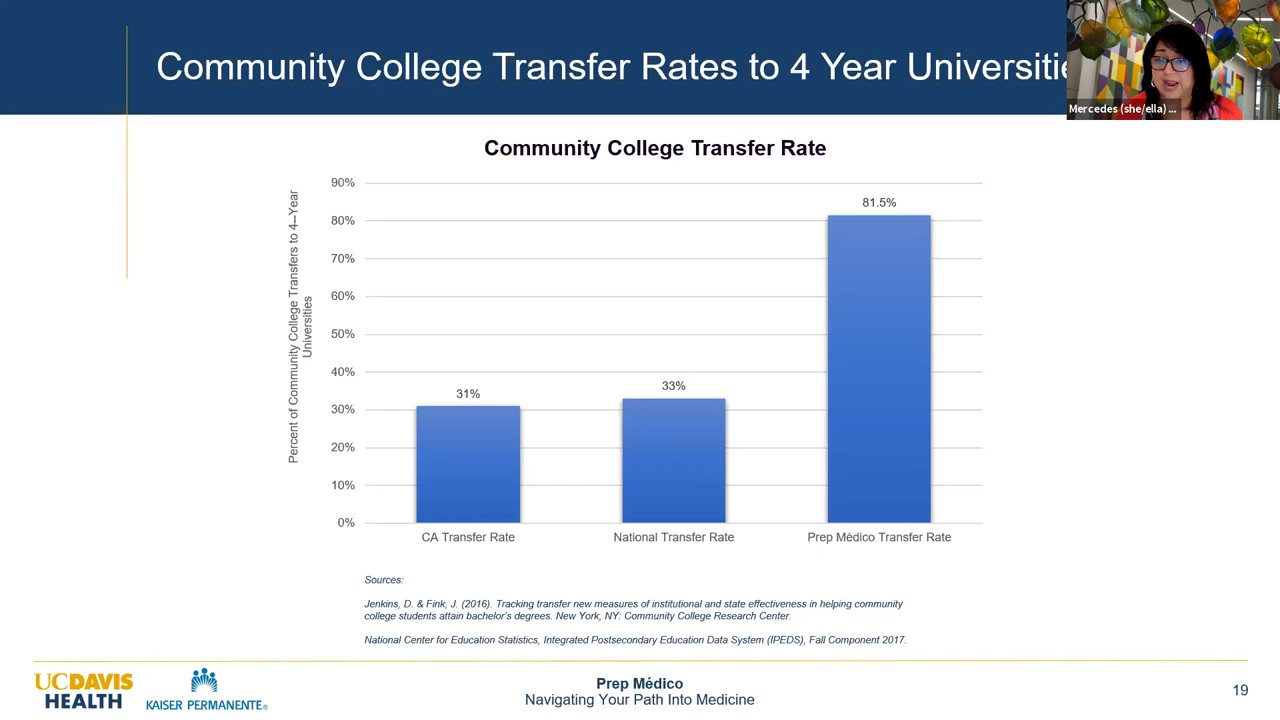 Community College Transfer Rates to 4 Year Universitie
Mercedes (she/ella) ...
Community College Transfer Rate
Percent of Community College Transfers to 4–Year
Universities
90%
80%
70%
60%
50%
40%
30%
20%
10%
0%
31%
33%
81.5%
CA Transfer Rate
National Transfer Rate
Prep Médico Transfer Rate
Sources:
Jenkins, D. & Fink, J. (2016). Tracking transfer new measures of institutional and state effectiveness in helping community
college students attain bachelor's degrees. New York, NY: Community College Research Center.
National Center for Education Statistics, Integrated Postsecondary Education Data System (IPEDS), Fall Component 2017.
UCDAVIS
HEALTH
KAISER PERMANENTE®
Prep Médico
Navigating Your Path Into Medicine
19